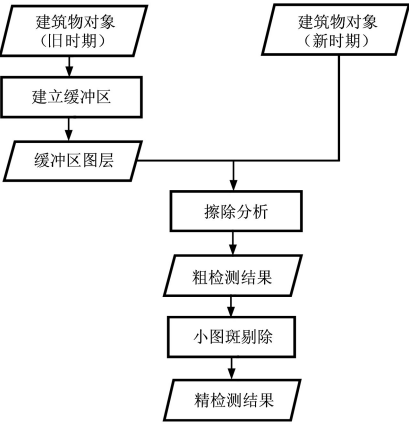 建筑物对象
（旧时期）
建筑物对象
（新时期）
建立缓冲区
缓冲区图层
擦除分析
粗检测结果
小图斑剔除
精检测结果